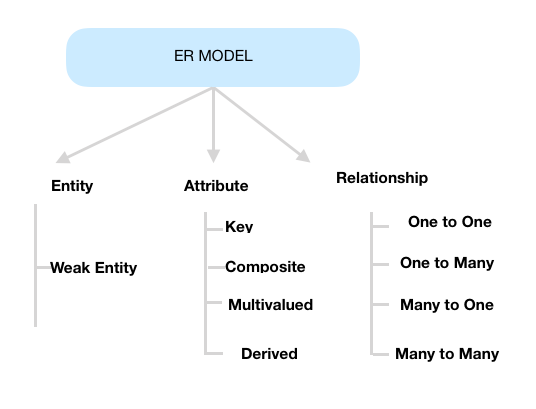 ER MODEL
Entity
Attribute
Relationship
Weak Entity
Key
Composite
Multivalued
Derived
One to One
One to Many
Many to One
Many to Many